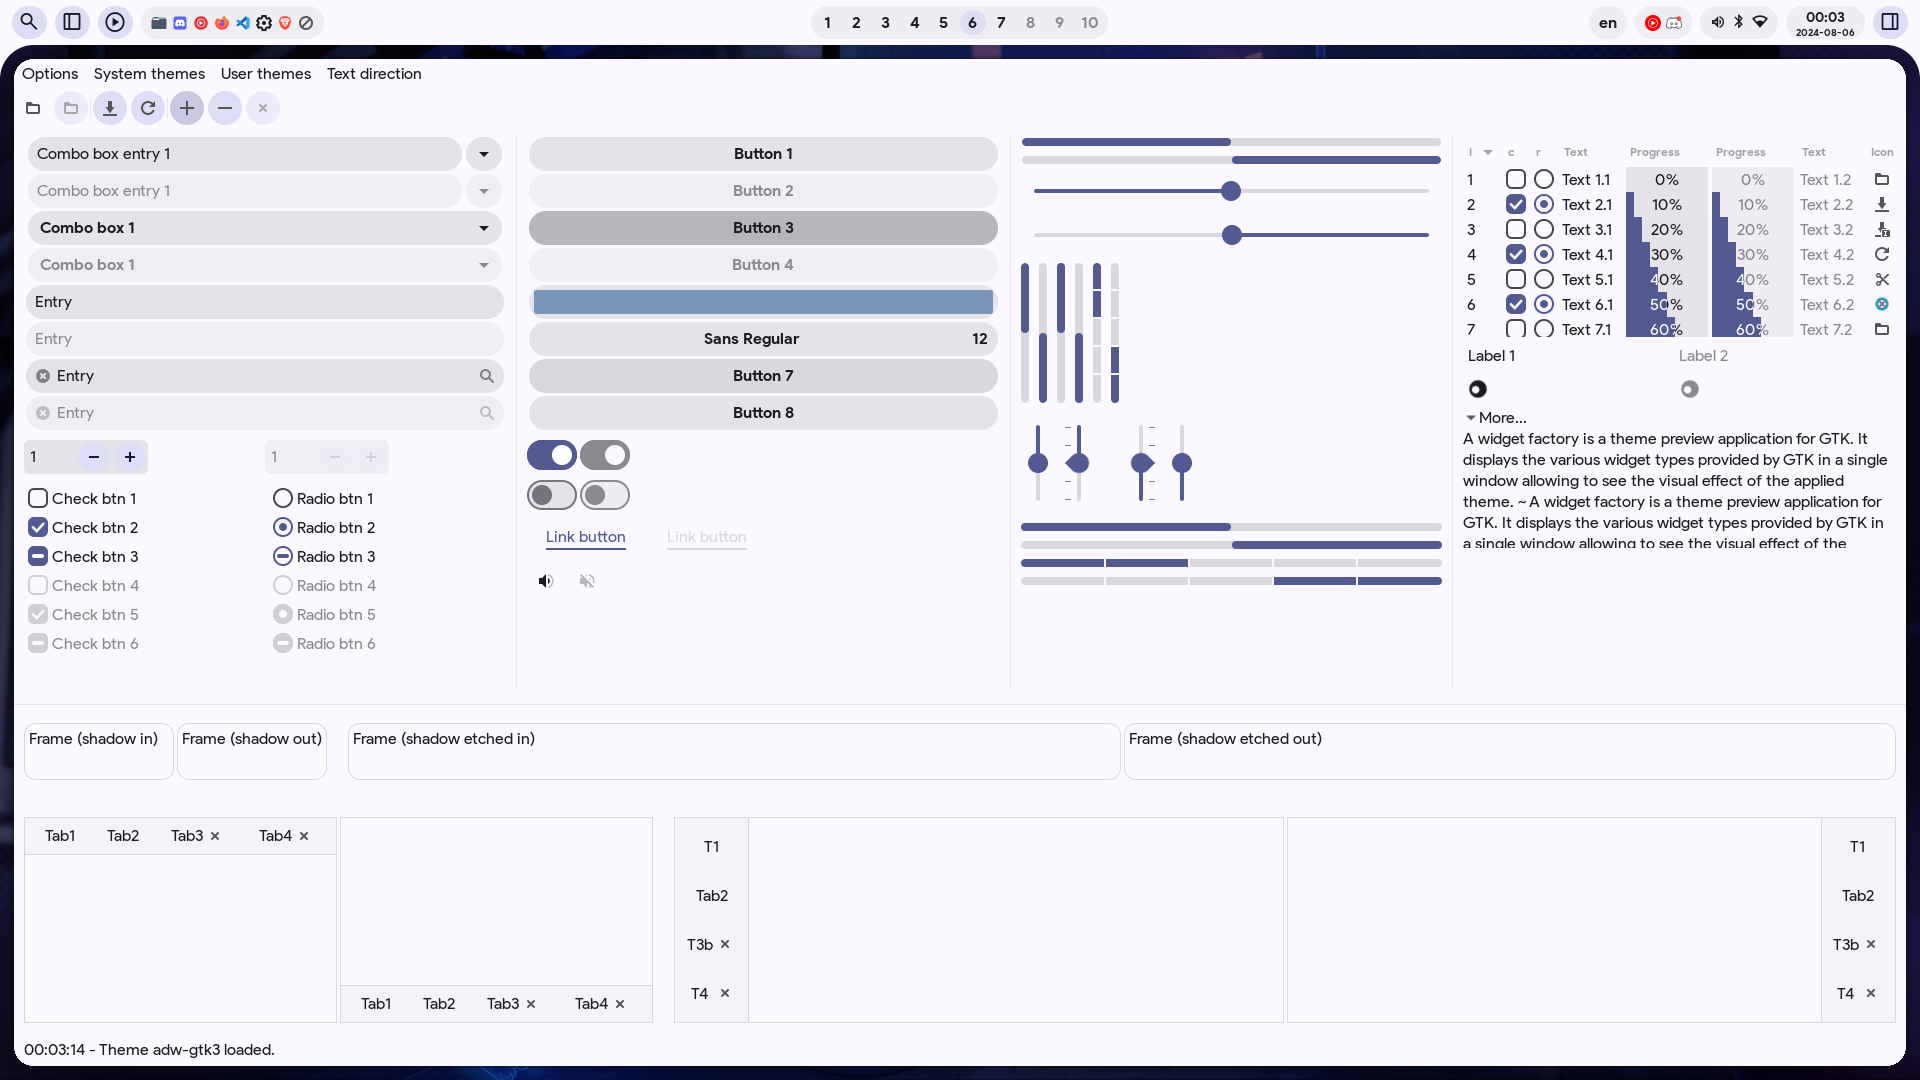 1 2 3 4 5 6 7 8 9 10
en
00:03
2024-08-06
Options System themes User themes Text direction
Combo box entry 1
Combo box entry 1
Combo box 1
Combo box 1
Entry
Entry
Entry
Entry
1
1
Check btn 1
Radio btn 1
Check btn 2
Radio btn 2
Check btn 3
Radio btn 3
Check btn 4
Radio btn 4
Check btn 5
Radio btn 5
Check btn 6
Radio btn 6
Button 1
Button 2
Button 3
Button 4
Sans Regular 12
Button 7
Button 8
Link button
Link button
I c r Text Progress Progress Text Icon
1 Text 1.1 0% 0% Text 1.2
2 Text 2.1 10% 10% Text 2.2
3 Text 3.1 20% 20% Text 3.2
4 Text 4.1 30% 30% Text 4.2
5 Text 5.1 40% 40% Text 5.2
6 Text 6.1 50% 50% Text 6.2
7 Text 7.1 60% 60% Text 7.2
Label 1
Label 2
More...
A widget factory is a theme preview application for GTK. It
displays the various widget types provided by GTK in a single
window allowing to see the visual effect of the applied
theme. ~ A widget factory is a theme preview application for
GTK. It displays the various widget types provided by GTK in
a single window allowing to see the visual effect of the
Frame (shadow in)
Frame (shadow out)
Frame (shadow etched in)
Frame (shadow etched out)
Tab1 Tab2 Tab3 Tab4
Tab1 Tab2 Tab3 Tab4
T1
Tab2
T3b
T4
T1
Tab2
T3b
T4
00:03:14 - Theme adw-gtk3 loaded.